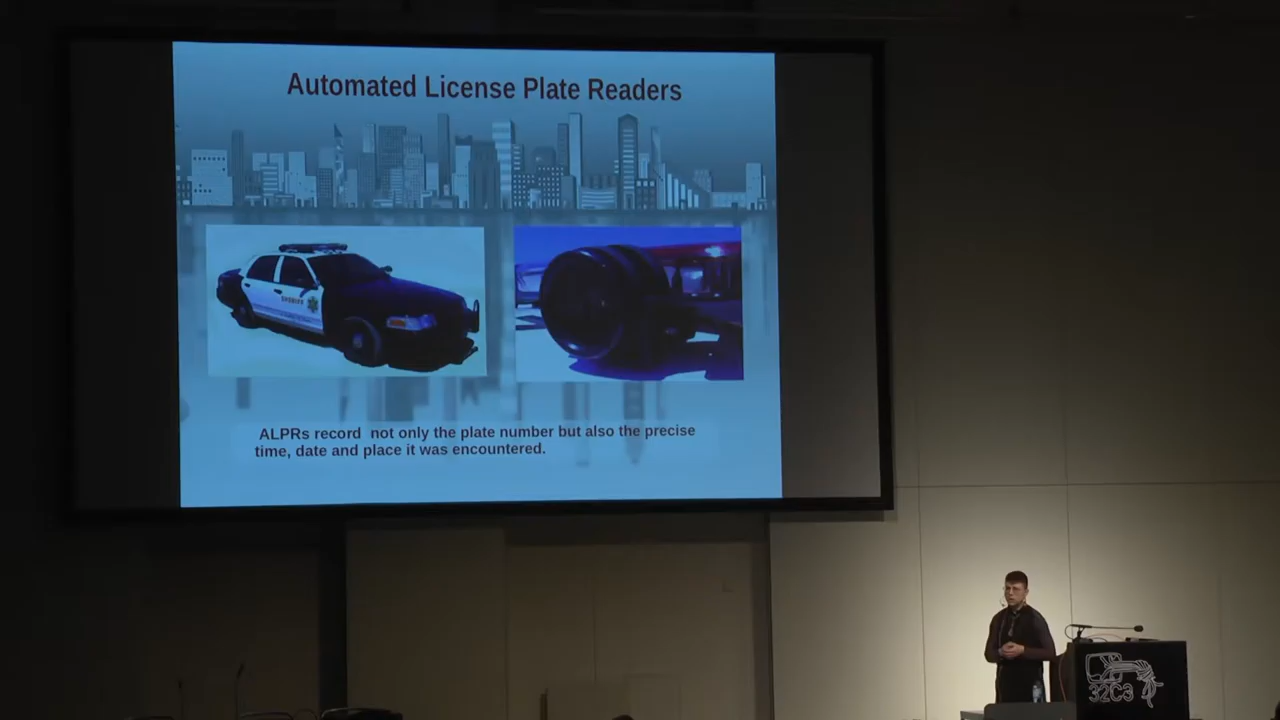 Automated License Plate Readers
SHERIFF
ALPRs record  not only the plate number but also the precise
time, date and place it was encountered.
32C3